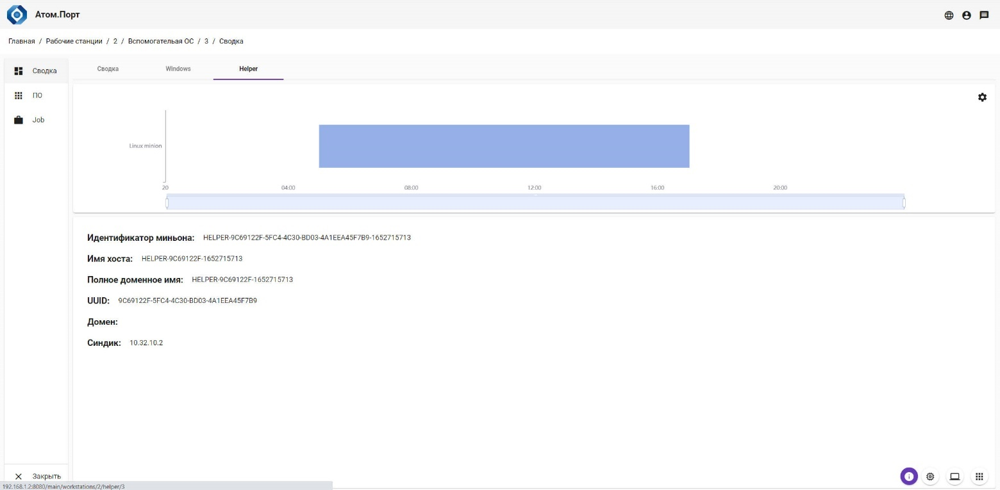 Атом.Порт
Главная / Рабочие станции / 2 / Вспомогательая ОС / 3 / Сводка
Сводка
ПО
Job
Сводка Windows Helper
Linux minion
20 04:00 08:00 12:00 16:00 20:00
Идентификатор миньона: HELPER-9C69122F-5FC4-4C30-BD03-4A1EEA45F7B9-1652715713
Имя хоста: HELPER-9C69122F-1652715713
Полное доменное имя: HELPER-9C69122F-1652715713
UUID: 9C69122F-5FC4-4C30-BD03-4A1EEA45F7B9
Домен:
Синдик: 10.32.10.2
Закрыть
192.168.1.2:8080/main/workstations/2/helper/3